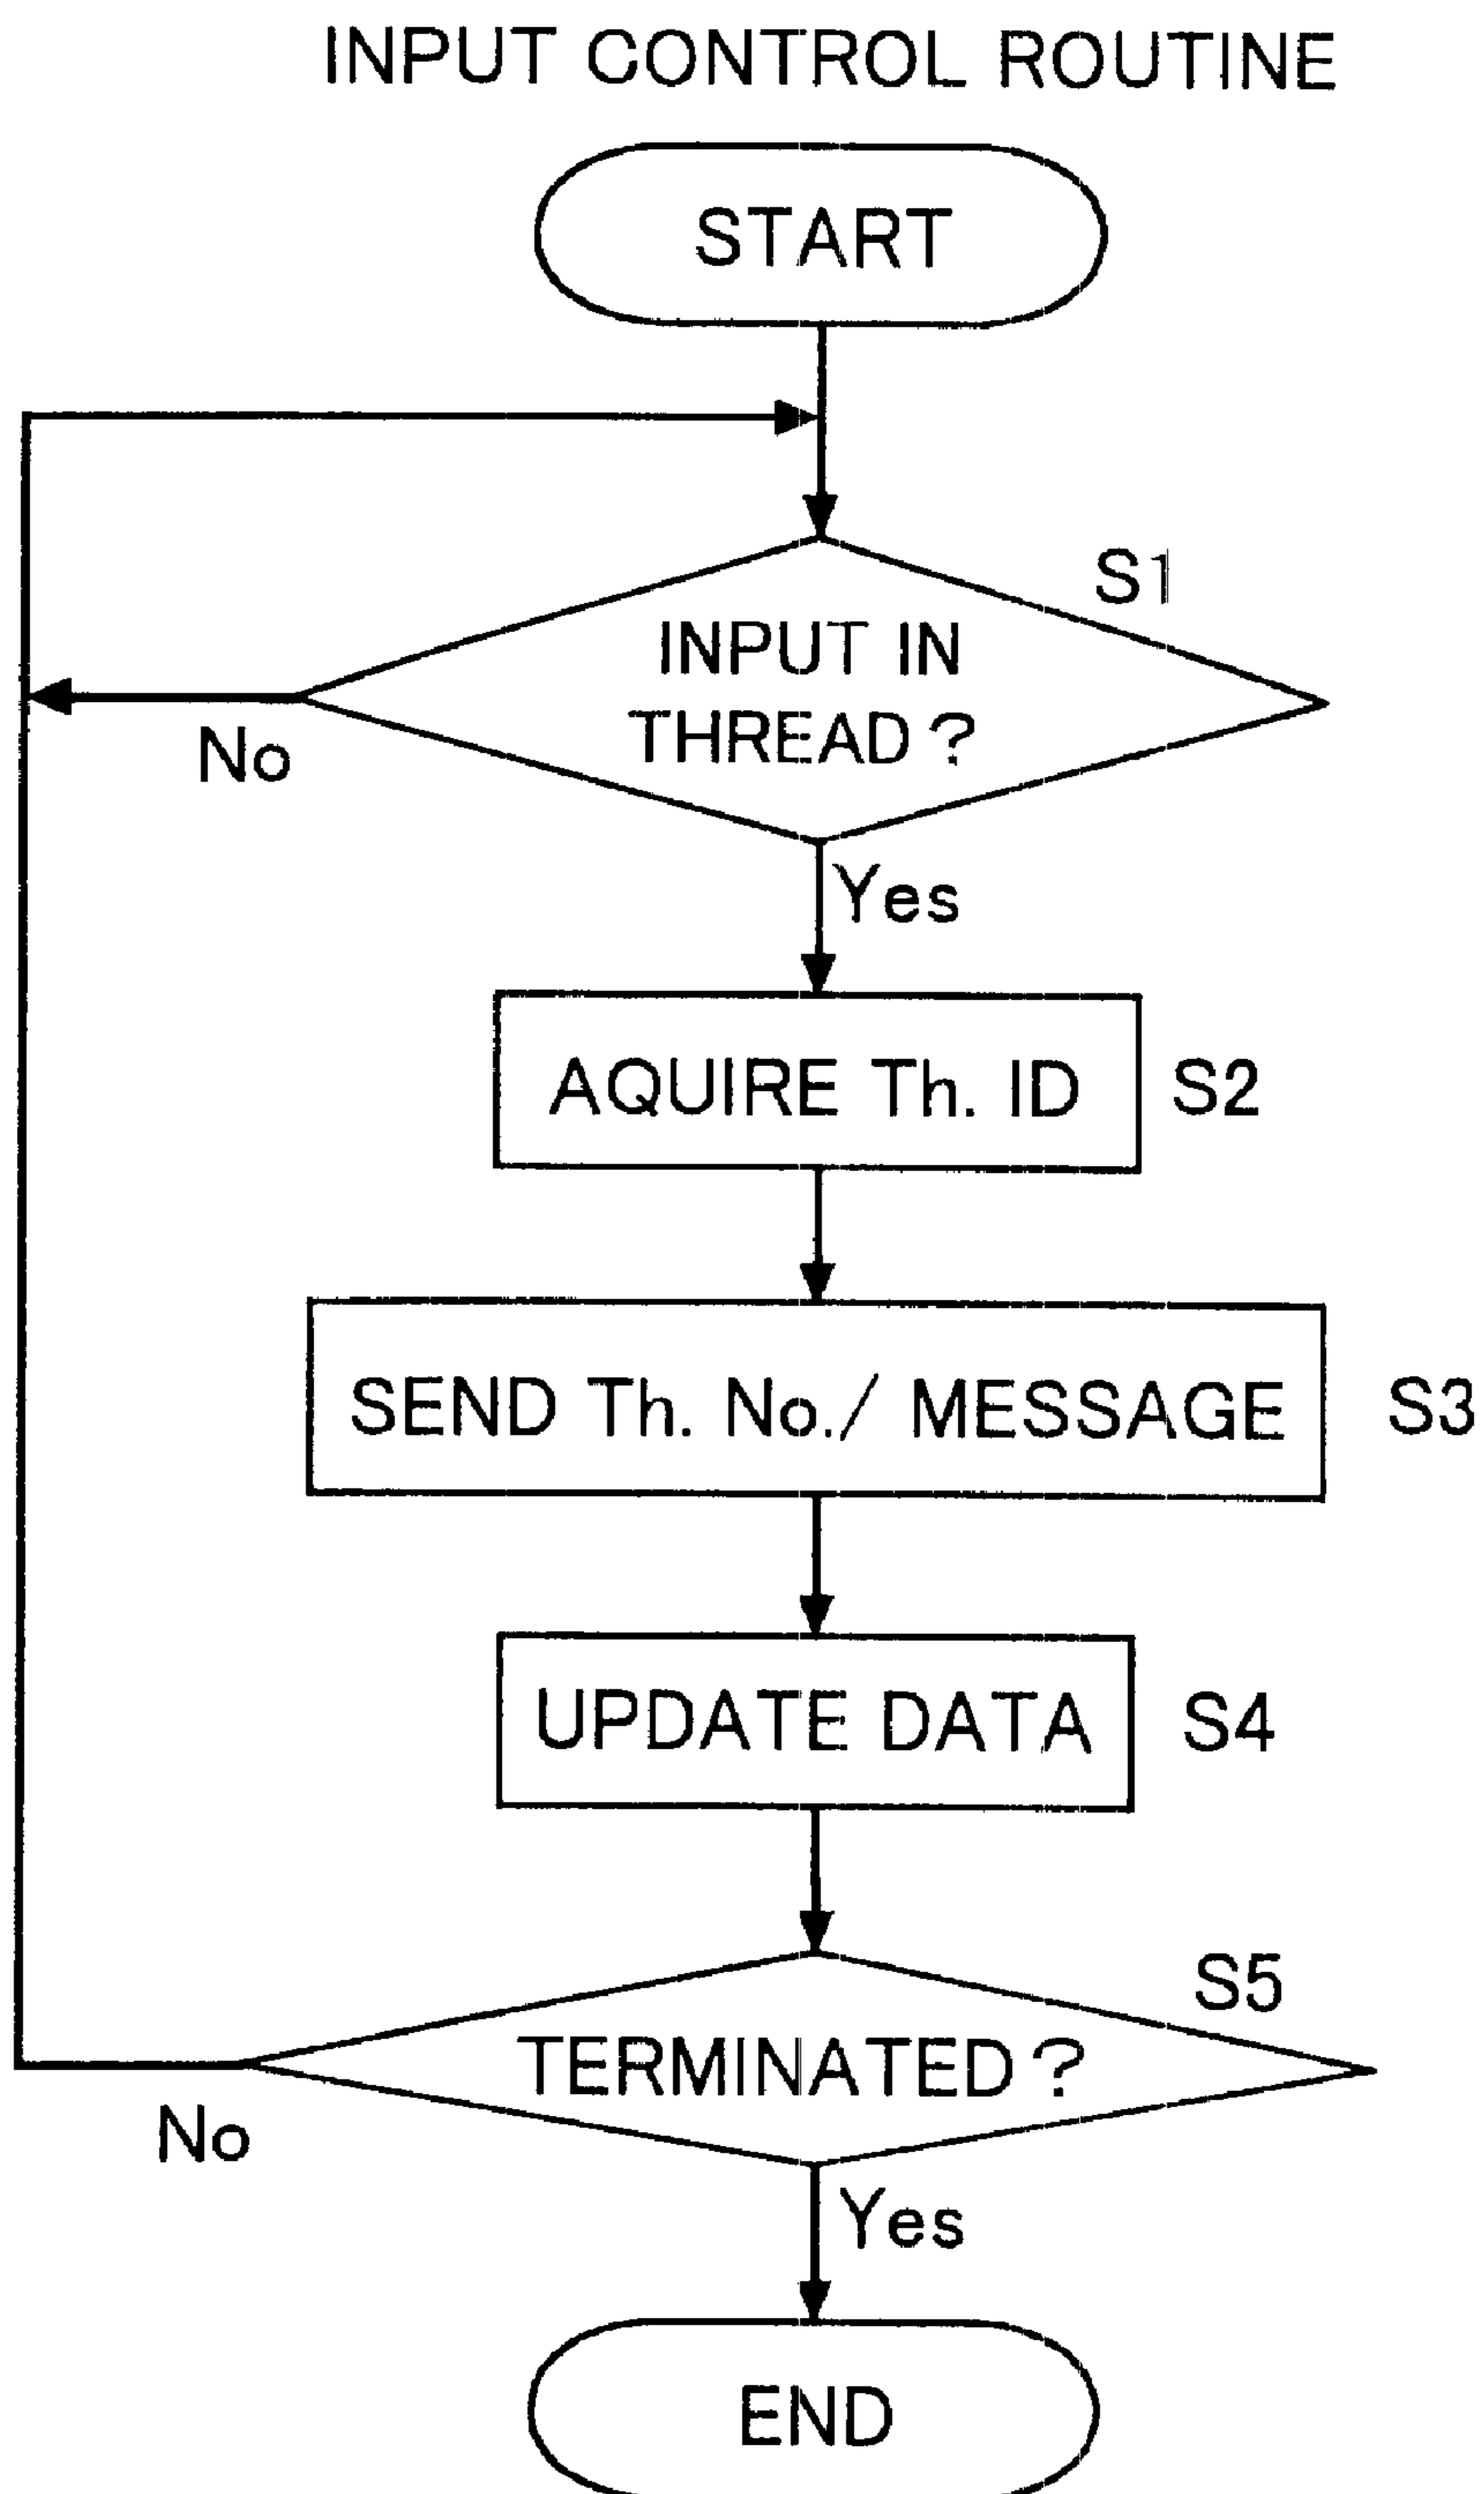 INPUT CONTROL ROUTINE
START
S1
INPUT IN
THREAD ?
No
Yes
AQUIRE Th. ID
S2
SEND Th. No./ MESSAGE
S3
UPDATE DATA
S4
S5
TERMINATED ?
No
Yes
END